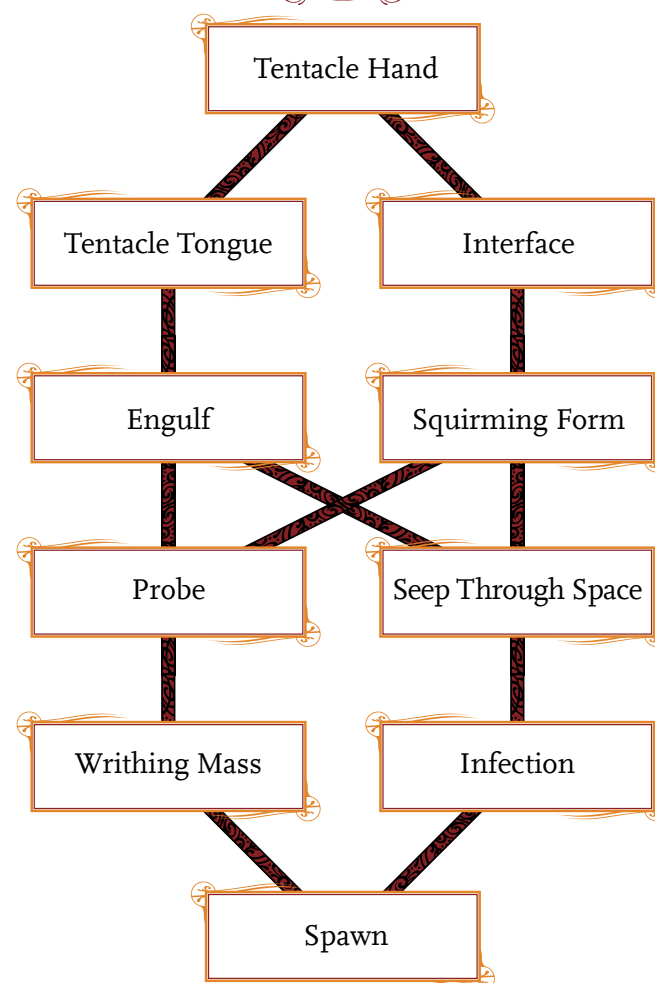 Tentacle Hand
Tentacle Tongue
Interface
Engulf
Squirming Form
Probe
Seep Through Space
Writhing Mass
Infection
Spawn